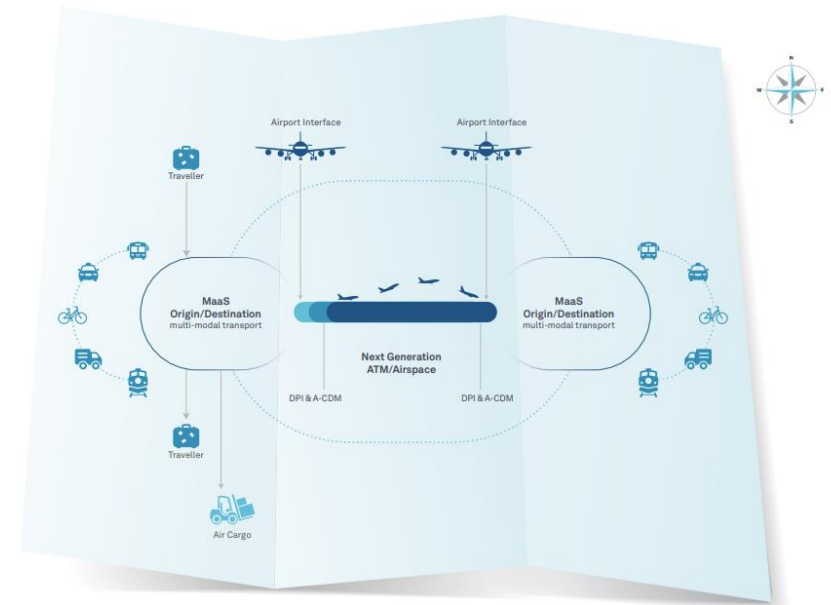 N
W
E
S
Airport Interface
Airport Interface
Traveller
MaaS
Origin/Destination
multi-modal transport
MaaS
Origin/Destination
multi-modal transport
Next Generation
ATM/Airspace
DPI & A-CDM
DPI & A-CDM
Traveller
Air Cargo